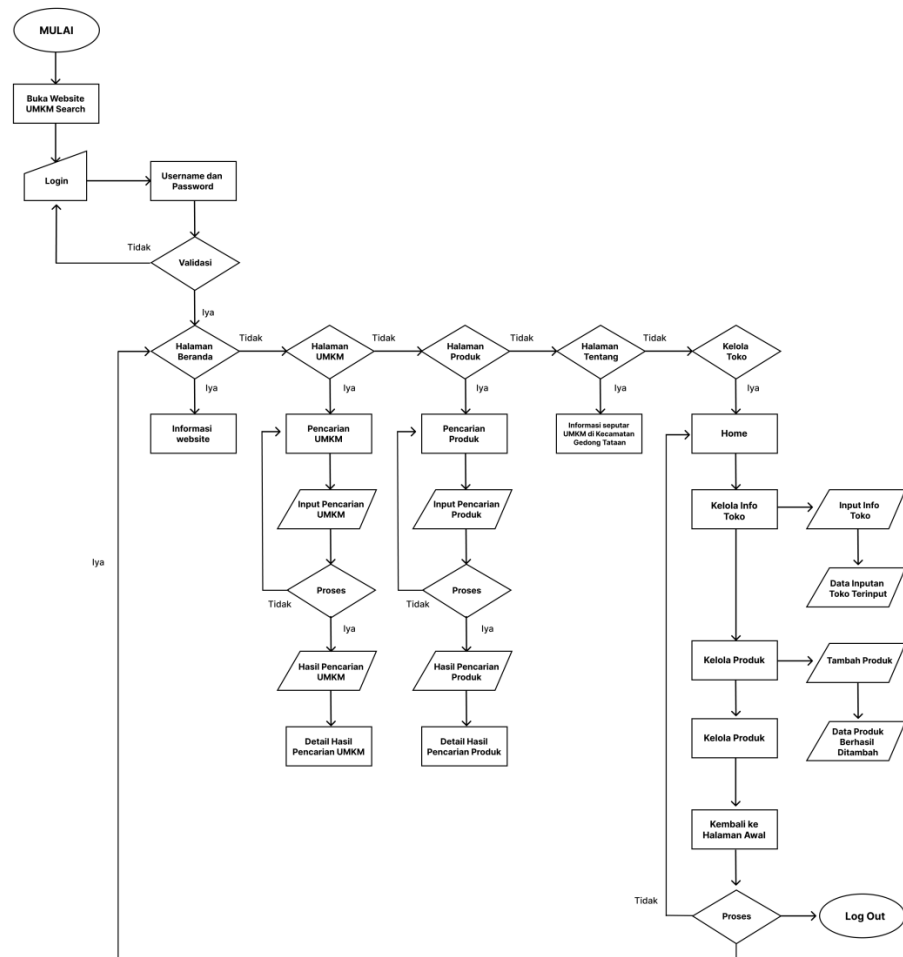 MULAI
Buka Website
UMKM Search
Login
Username dan
Password
Tidak
Validasi
Iya
Halaman
Beranda
Tidak
Halaman
UMKM
Tidak
Halaman
Produk
Tidak
Halaman
Tentang
Tidak
Kelola
Toko
Iya
Iya
Iya
Iya
Iya
Informasi
website
Pencarian
UMKM
Pencarian
Produk
Informasi seputar
UMKM di Kecamatan
Gedong Tataan
Home
Input Pencarian
UMKM
Input Pencarian
Produk
Kelola Info
Toko
Input Info
Toko
Iya
Proses
Tidak
Iya
Proses
Tidak
Iya
Data Inputan
Toko Terinput
Hasil Pencarian
UMKM
Hasil Pencarian
Produk
Kelola Produk
Tambah Produk
Detail Hasil
Pencarian UMKM
Detail Hasil
Pencarian Produk
Kelola Produk
Data Produk
Berhasil
Ditambah
Kembali ke
Halaman Awal
Tidak
Proses
Log Out